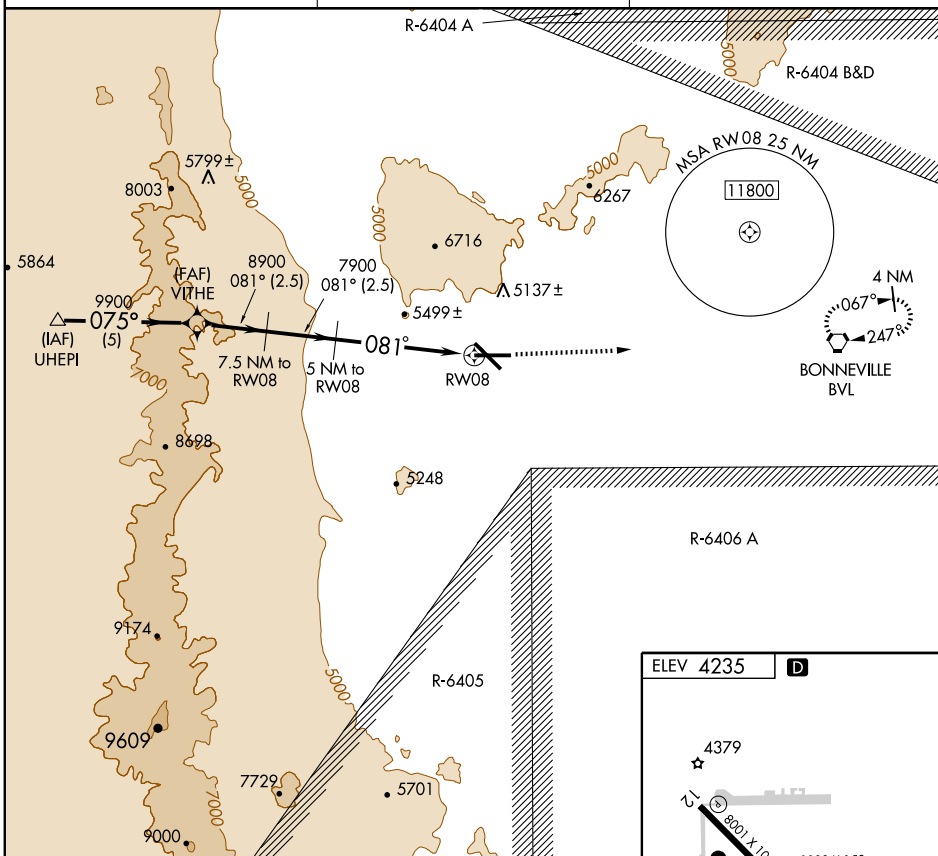 R-6404 A
R-6404 B&D
5000
5000
MSA RW08 25 NM
11800
5799±
8003
5000
5000
6267
6716
5864
(FAF)
VITHE
8900
081° (2.5)
7900
081° (2.5)
5137±
5499±
4 NM
067°
247°
BONNEVILLE
BVL
9900
075°
(5)
(IAF)
UHEPI
081°
7.5 NM to
RW08
5 NM to
RW08
RW08
7000
8698
5248
R-6406 A
9174
5000
R-6405
ELEV 4235
D
9609
4379
7729
5701
7000
12
P
8001 X 10
9000